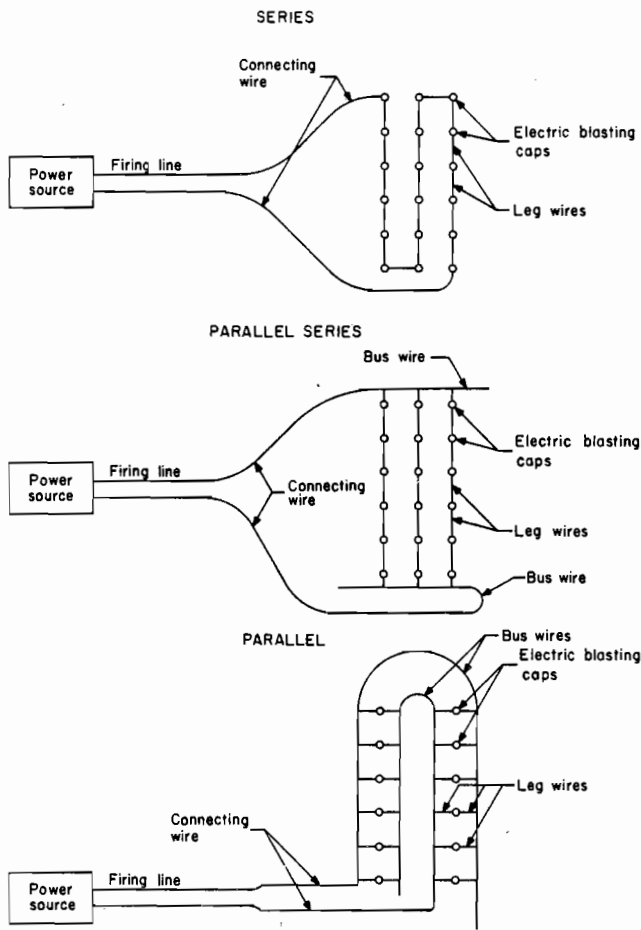 SERIES
Connecting
wire
Electric blasting
caps
Power
source
Firing line
Leg wires
PARALLEL SERIES
Bus wire
Electric blasting
caps
Power
source
Firing line
Connecting
wire
Leg wires
Bus wire
PARALLEL
Bus wires
Electric blasting
caps
Leg wires
Connecting
wire
Power
source
Firing line